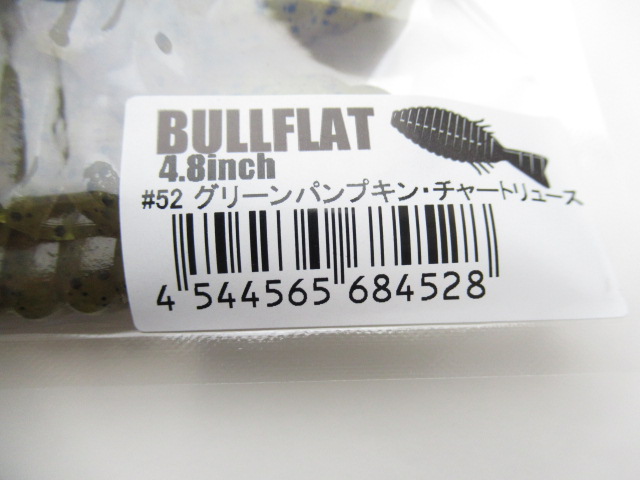 BULLFLAT
4.8inch
#52 グリーンパンプキン・チャートリュース
4 544565 684528